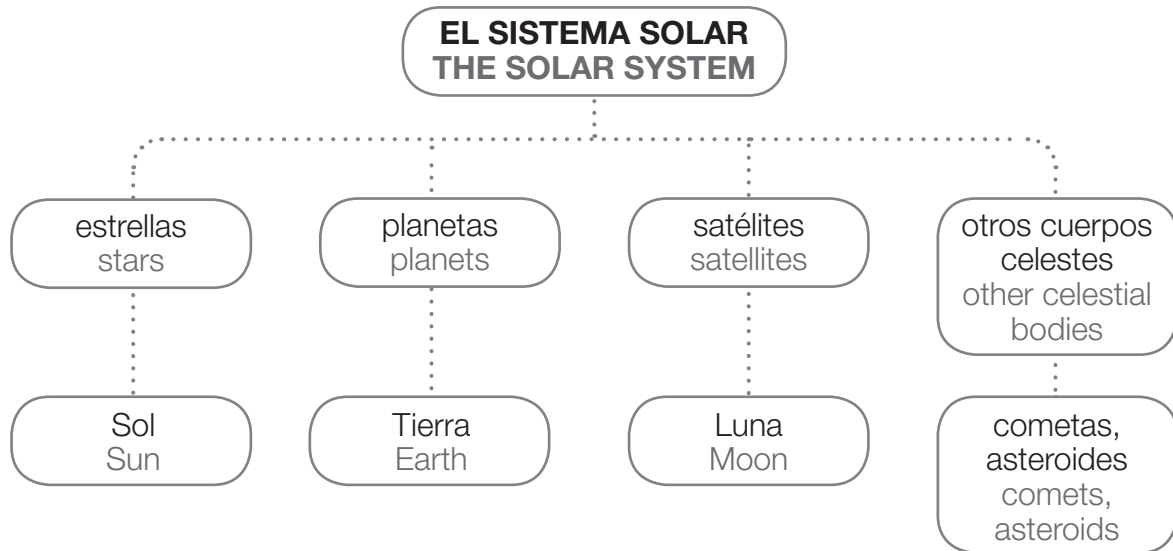 EL SISTEMA SOLAR
THE SOLAR SYSTEM
estrellas
stars
planetas
planets
satélites
satellites
otros cuerpos
celestes
other celestial
bodies
Sol
Sun
Tierra
Earth
Luna
Moon
cometas,
asteroides
comets,
asteroids